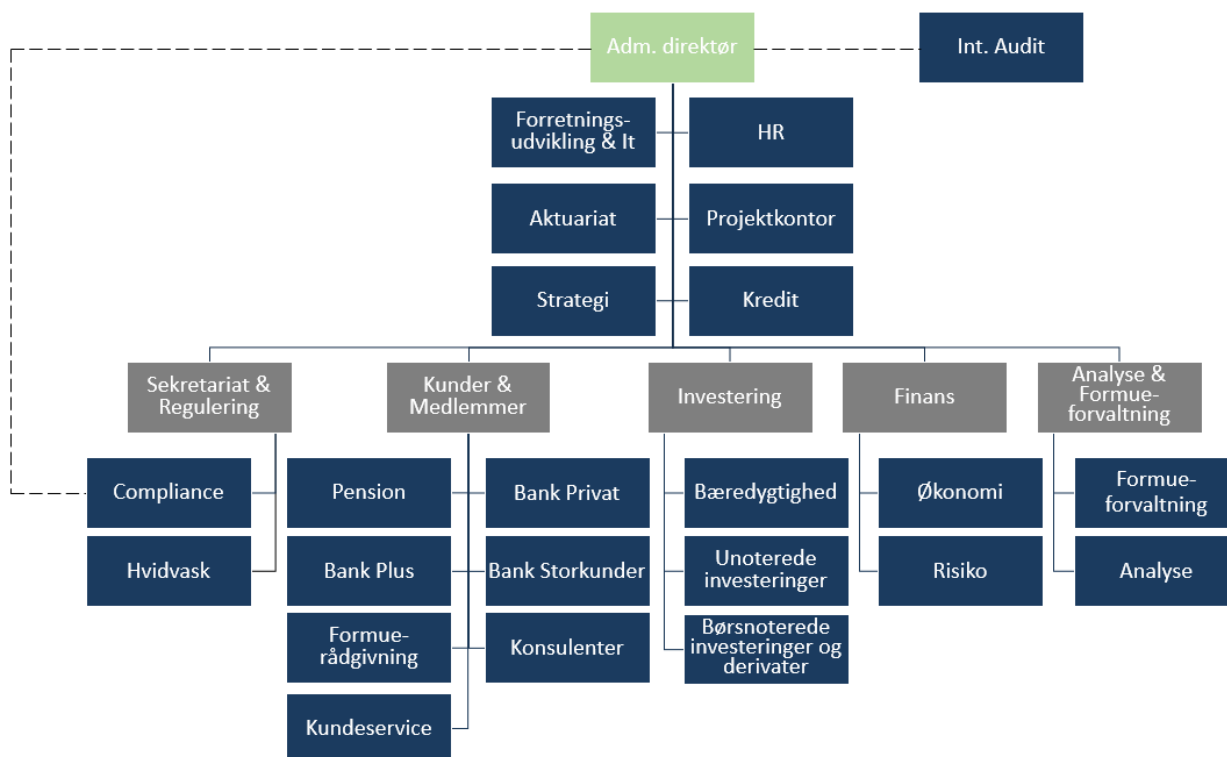 Adm. direktør
Int. Audit
Forretnings-
udvikling & It
HR
Aktuariat
Projektkontor
Strategi
Kredit
Sekretariat &
Regulering
Kunder &
Medlemmer
Investering
Finans
Analyse &
Formue-
forvaltning
Compliance
Hvidvask
Pension
Bank Privat
Bank Plus
Bank Storkunder
Formue-
rådgivning
Konsulenter
Kundeservice
Bæredygtighed
Unoterede
investeringer
Børsnoterede
investeringer og
derivater
Økonomi
Risiko
Formue-
forvaltning
Analyse